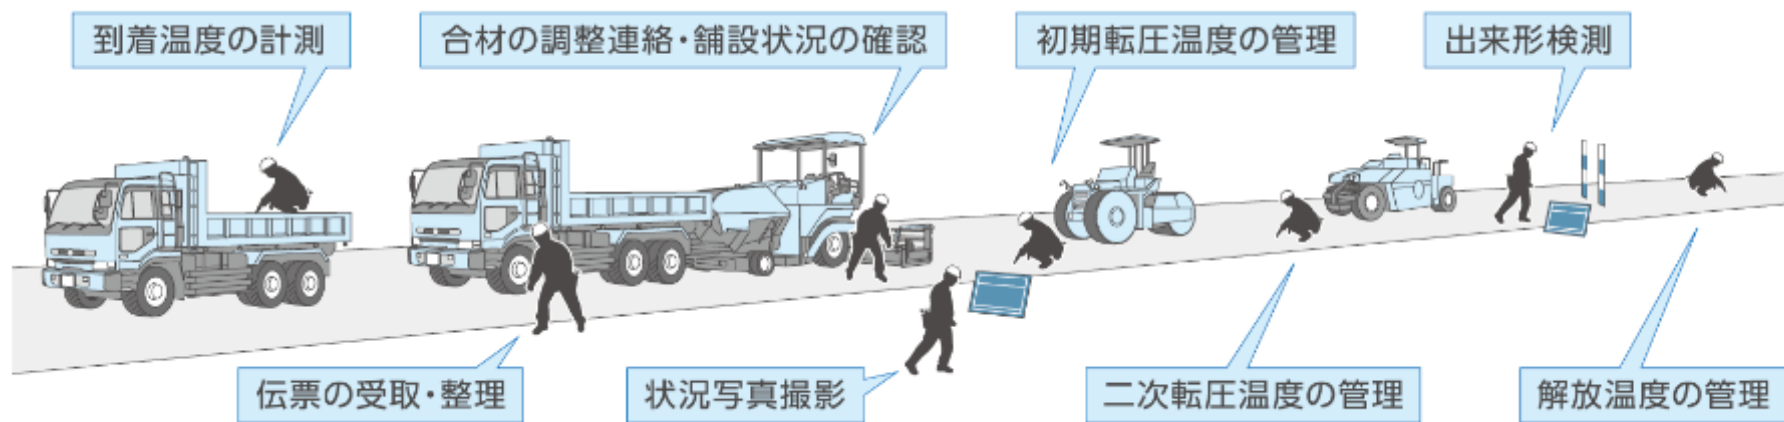 到着温度の計測
合材の調整連絡・舗設状況の確認
初期転圧温度の管理
出来形検測
伝票の受取・整理
状況写真撮影
二次転圧温度の管理
解放温度の管理